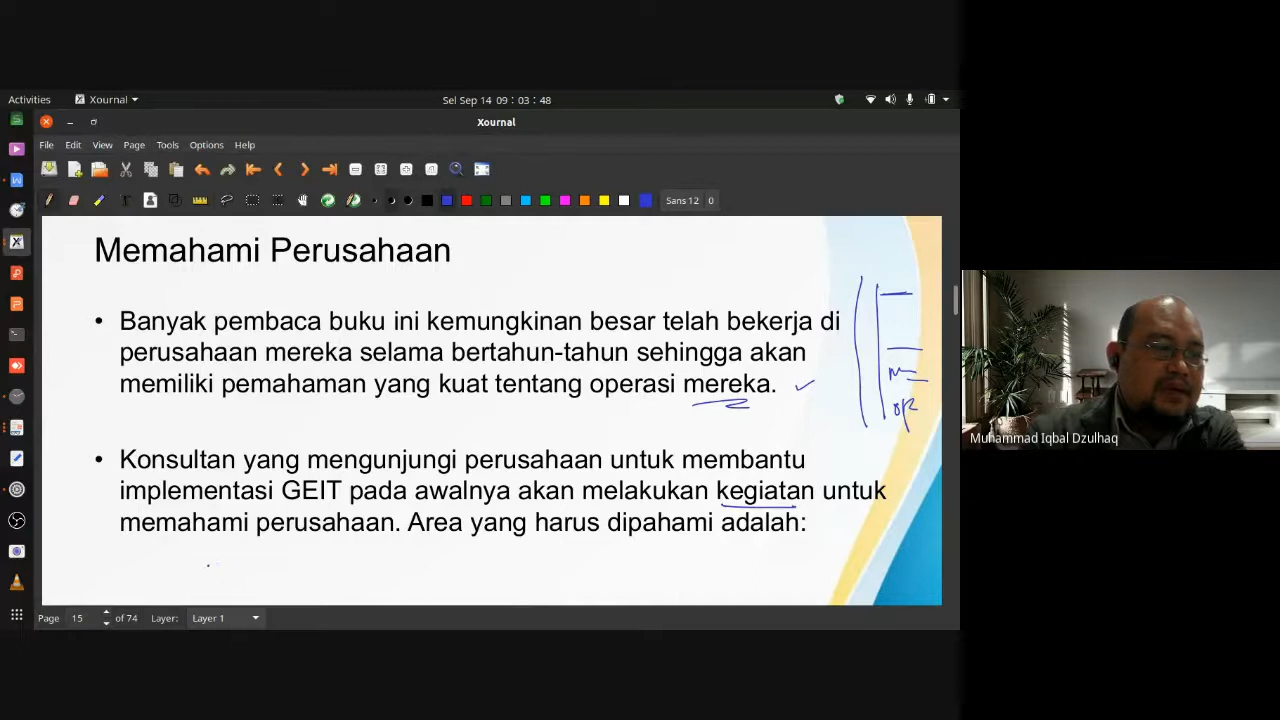 Activities Xournal Sel Sep 14 09:03:48
Xournal
File Edit View Page Tools Options Help
Sans 12 0
Memahami Perusahaan
• Banyak pembaca buku ini kemungkinan besar telah bekerja di
perusahaan mereka selama bertahun-tahun sehingga akan
memiliki pemahaman yang kuat tentang operasi mereka.
• Konsultan yang mengunjungi perusahaan untuk membantu
implementasi GEIT pada awalnya akan melakukan kegiatan untuk
memahami perusahaan. Area yang harus dipahami adalah:
Muhammad Iqbal Dzulhaq
Page 15 of 74 Layer: Layer 1